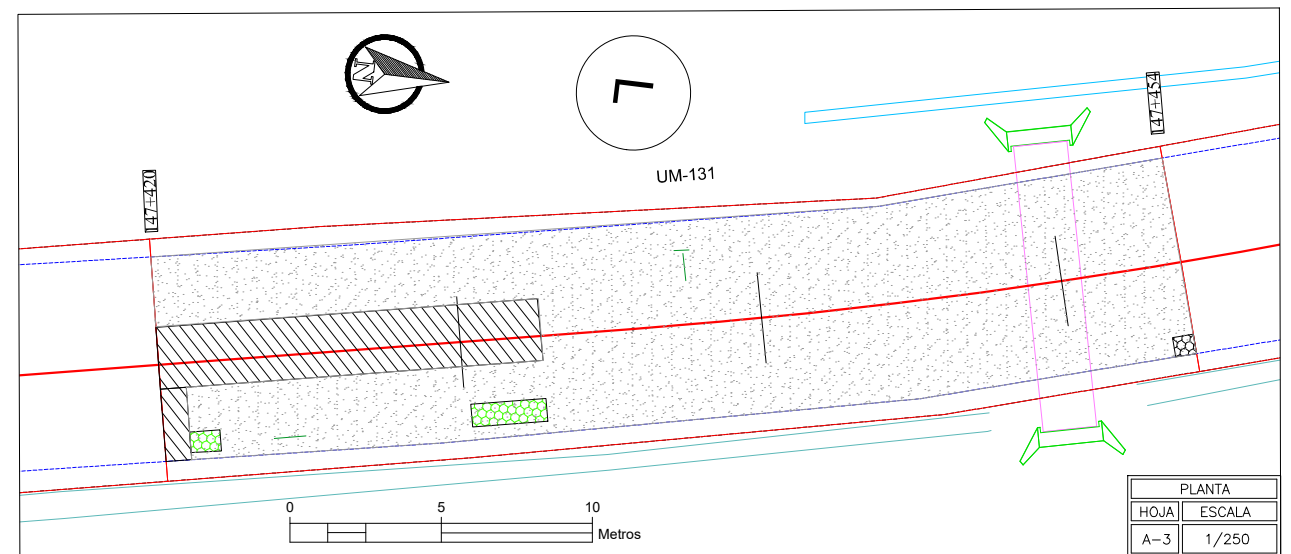 N
UM-131
147+420
147+454
0 5 10
Metros
PLANTA
HOJA ESCALA
A-3 1/250